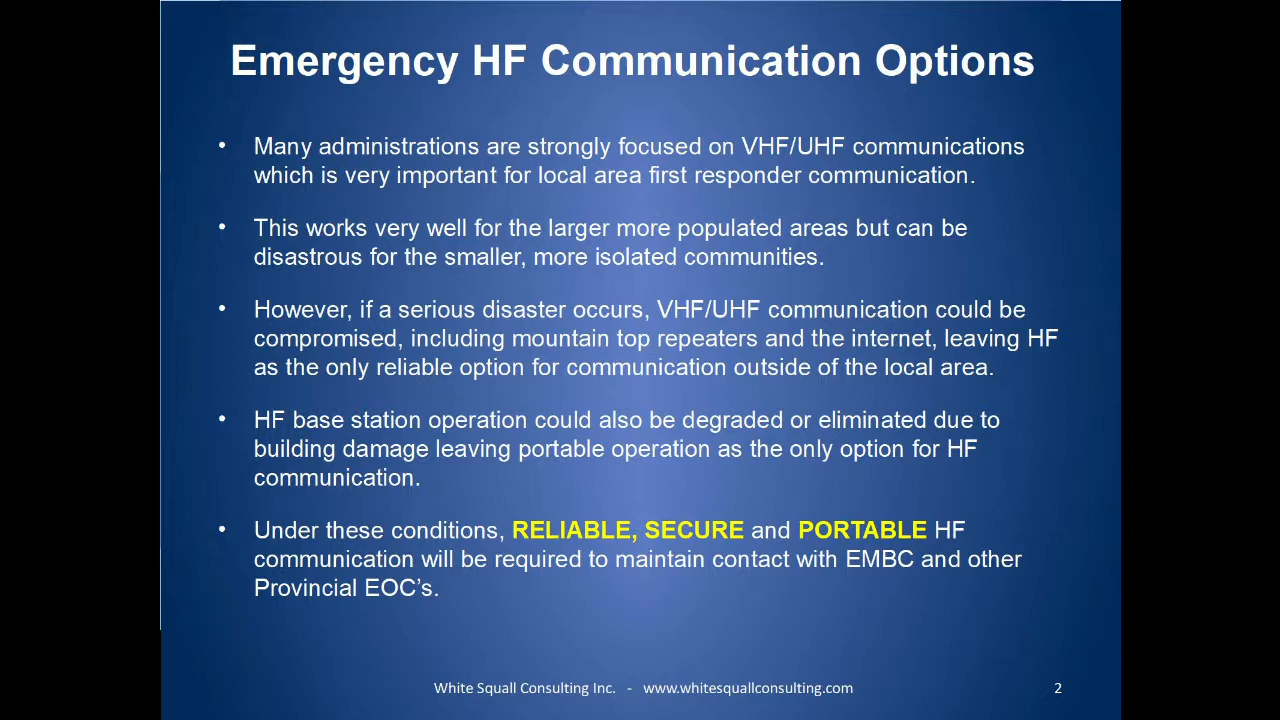 Emergency HF Communication Options
• Many administrations are strongly focused on VHF/UHF communications
which is very important for local area first responder communication.
• This works very well for the larger more populated areas but can be
disastrous for the smaller, more isolated communities.
• However, if a serious disaster occurs, VHF/UHF communication could be
compromised, including mountain top repeaters and the internet, leaving HF
as the only reliable option for communication outside of the local area.
• HF base station operation could also be degraded or eliminated due to
building damage leaving portable operation as the only option for HF
communication.
• Under these conditions, RELIABLE, SECURE and PORTABLE HF
communication will be required to maintain contact with EMBC and other
Provincial EOC’s.
White Squall Consulting Inc. - www.whitesquallconsulting.com 2